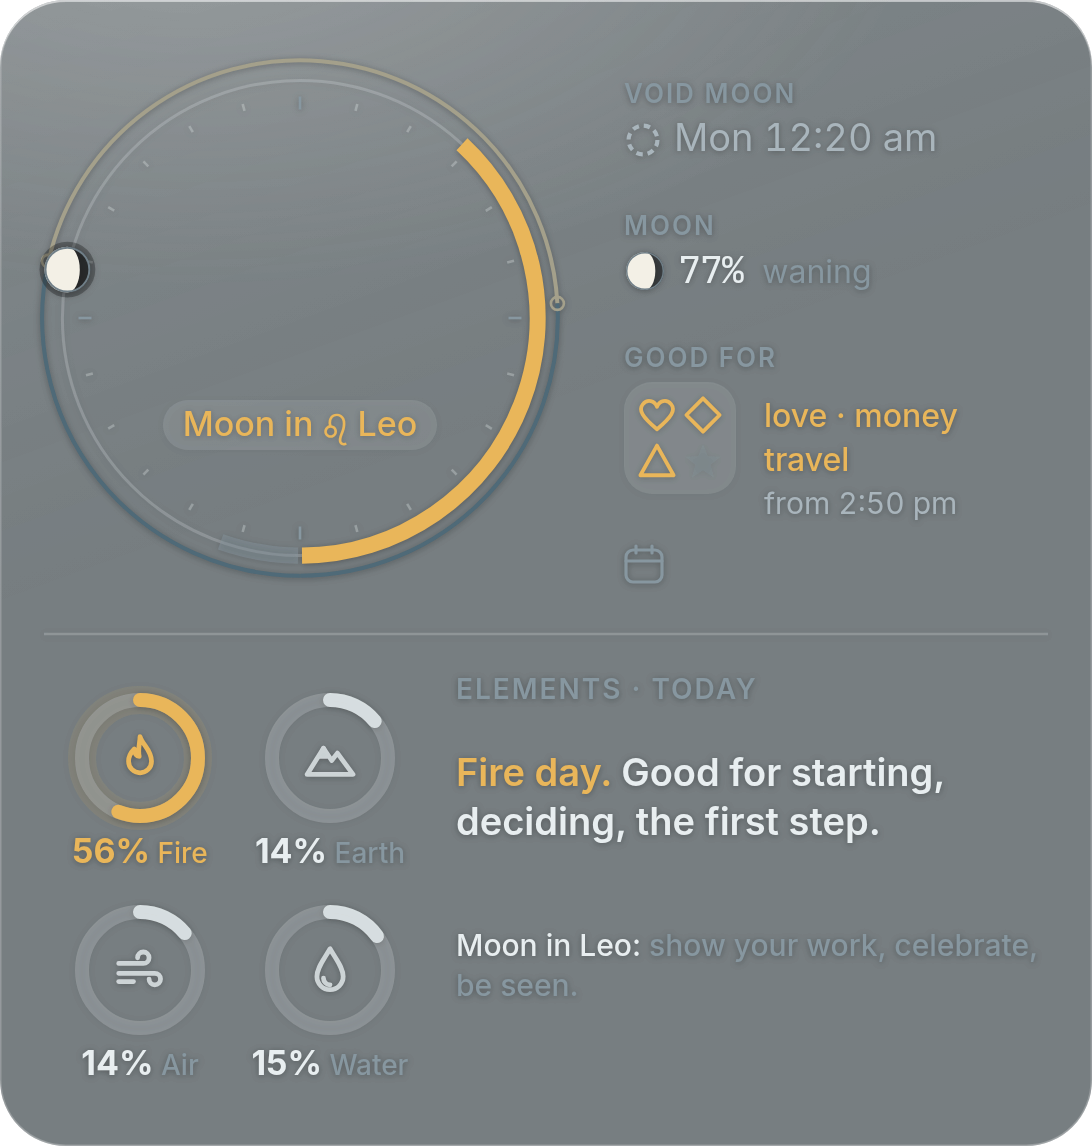 VOID MOON
Mon 12:20 am
MOON
77% waning
GOOD FOR
love · money
travel
from 2:50 pm
Moon in ♌ Leo
ELEMENTS · TODAY
Fire day. Good for starting,
deciding, the first step.
56% Fire
14% Earth
Moon in Leo: show your work, celebrate,
be seen.
14% Air
15% Water